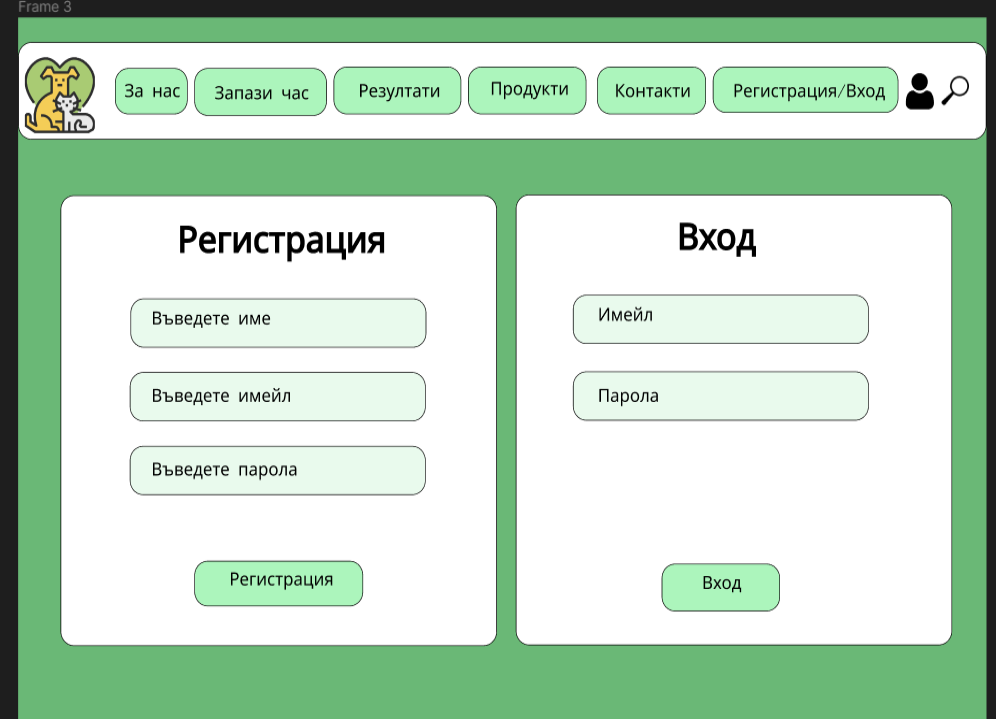 Frame 3
За нас
Запази час
Резултати
Продукти
Контакти
Регистрация/Вход
Регистрация
Въведете име
Въведете имейл
Въведете парола
Регистрация
Вход
Имейл
Парола
Вход